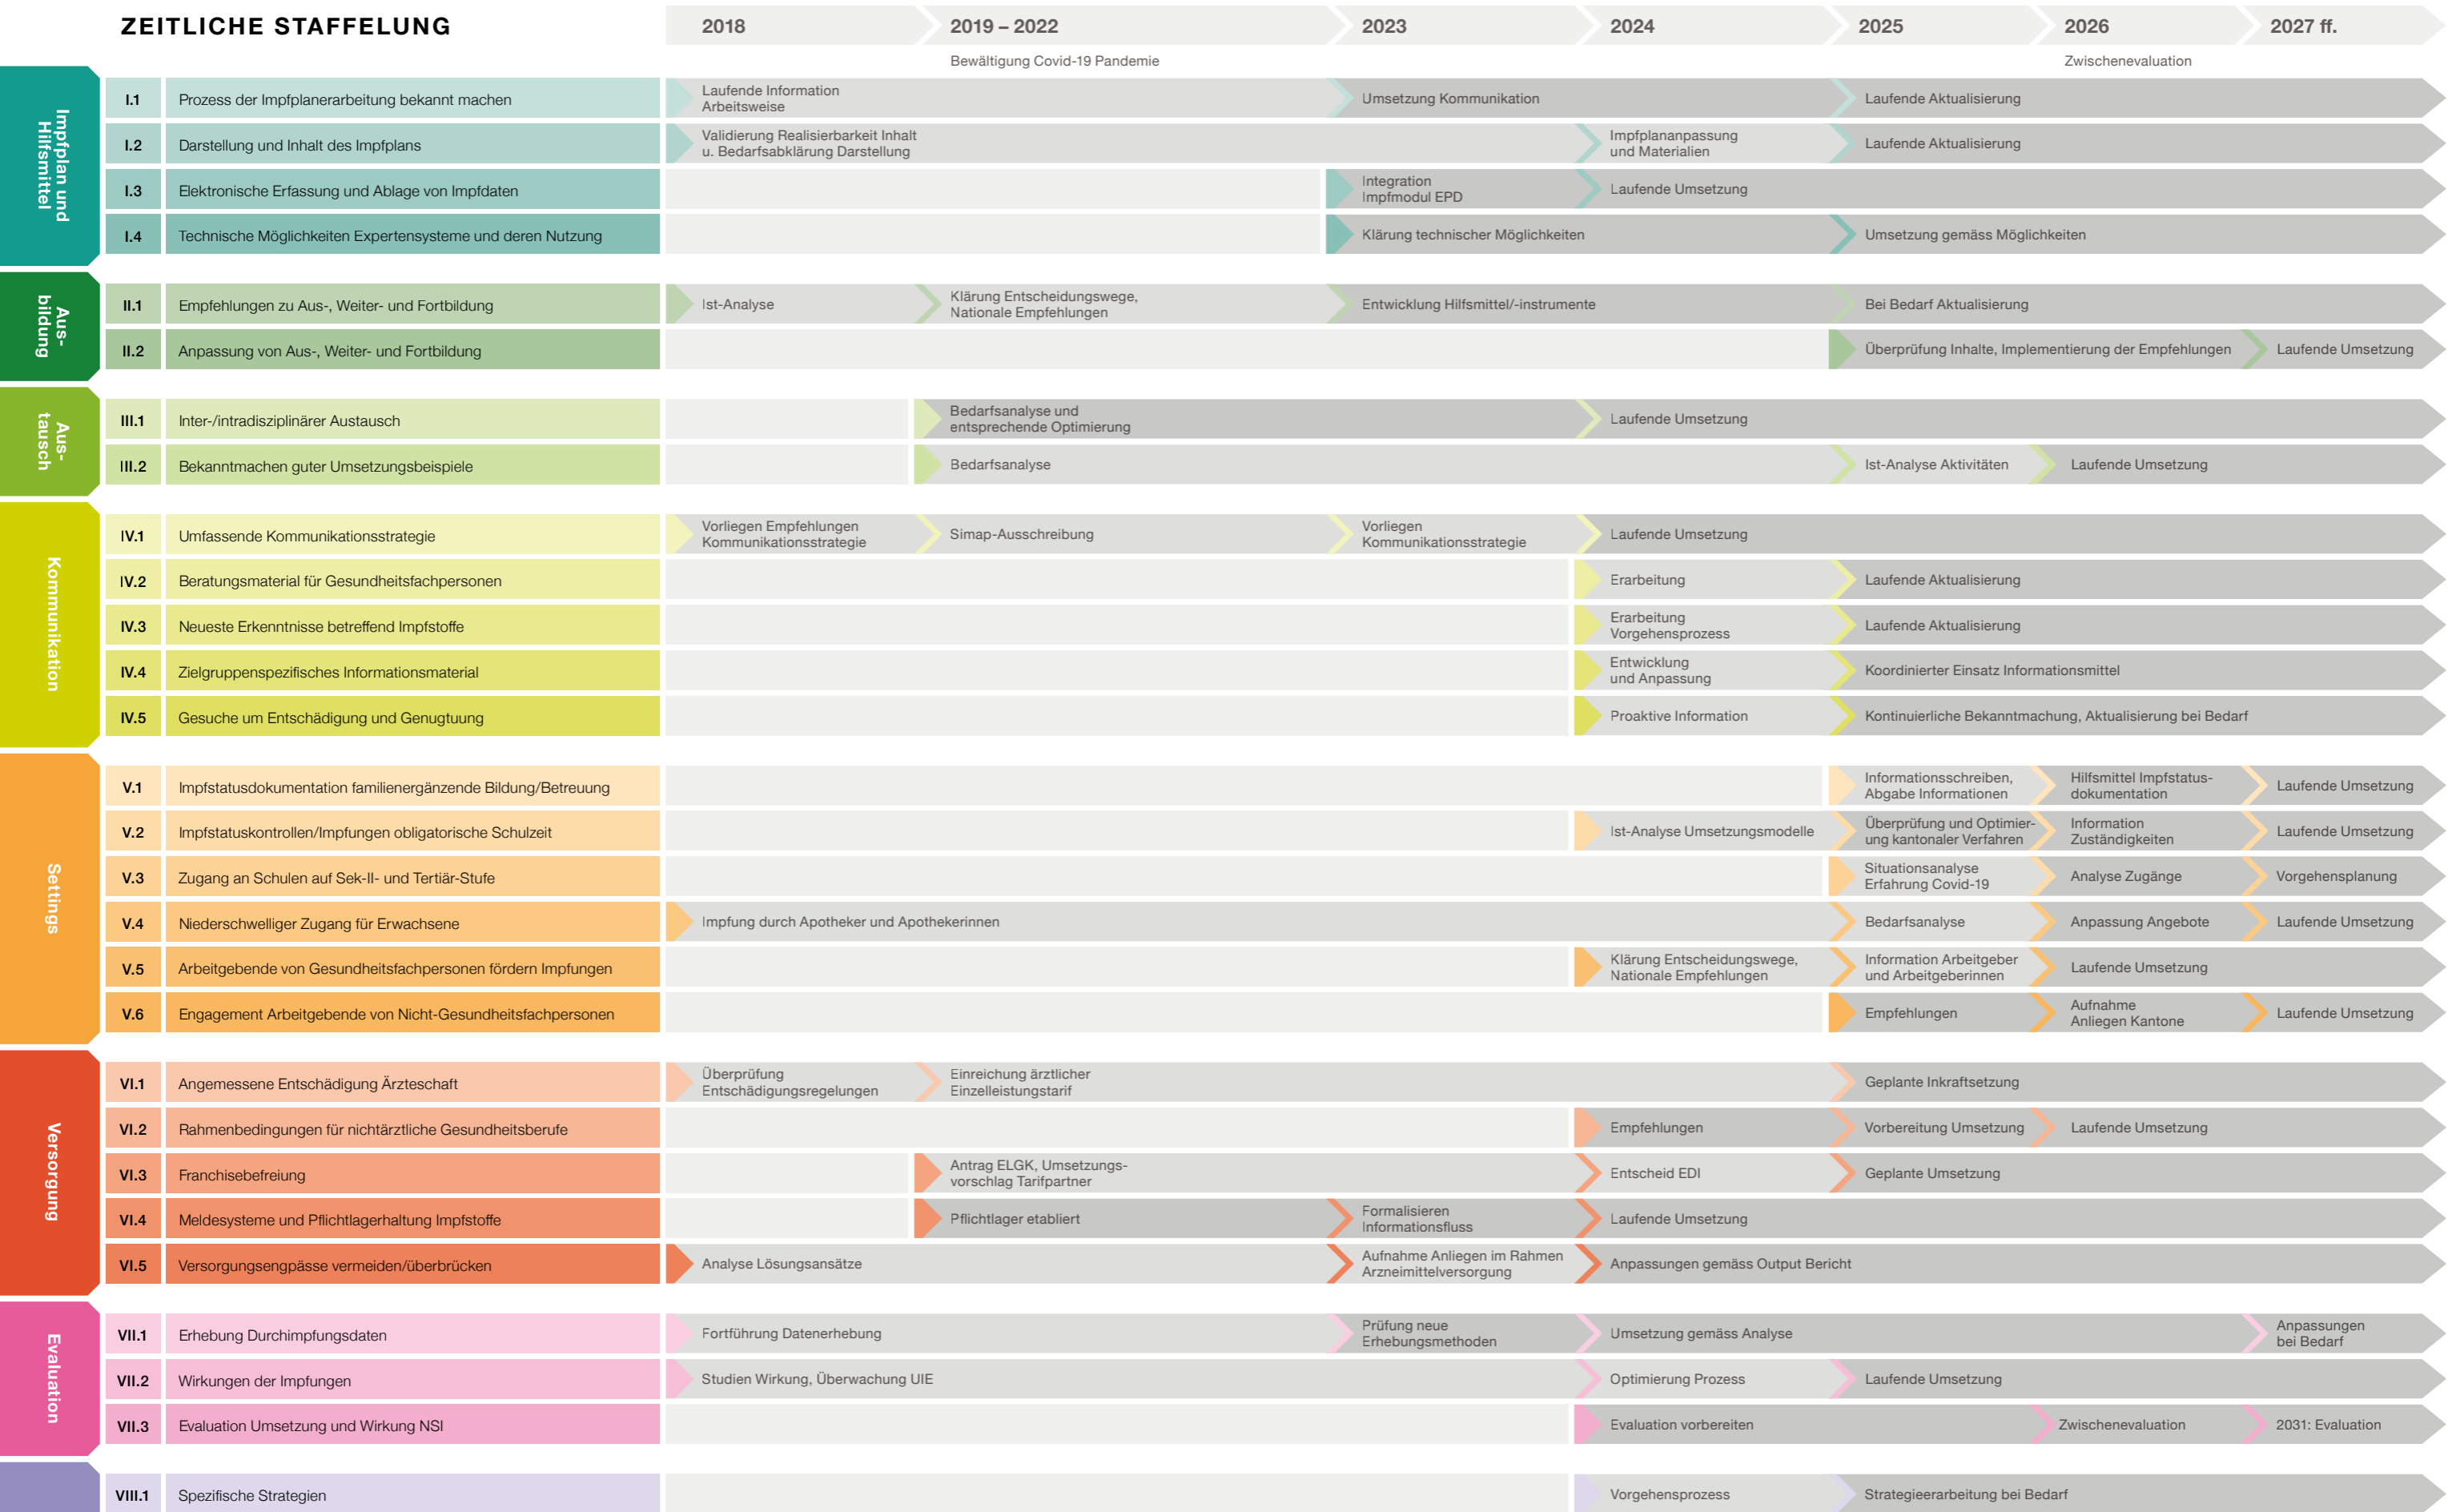 ZEITLICHE STAFFELUNG
2018
2019 – 2022
2023
2024
2025
2026
2027 ff.
Bewältigung Covid-19 Pandemie
Zwischenevaluation
Impfplan und
Hilfsmittel
I.1
Prozess der Impfplanerarbeitung bekannt machen
Laufende Information
Arbeitsweise
Umsetzung Kommunikation
Laufende Aktualisierung
I.2
Darstellung und Inhalt des Impfplans
Validierung Realisierbarkeit Inhalt
u. Bedarfsabklärung Darstellung
Impfplananpassung
und Materialien
Laufende Aktualisierung
I.3
Elektronische Erfassung und Ablage von Impfdaten
Integration
Impfmodul EPD
Laufende Umsetzung
I.4
Technische Möglichkeiten Expertensysteme und deren Nutzung
Klärung technischer Möglichkeiten
Umsetzung gemäss Möglichkeiten
Aus-
bildung
II.1
Empfehlungen zu Aus-, Weiter- und Fortbildung
Ist-Analyse
Klärung Entscheidungswege,
Nationale Empfehlungen
Entwicklung Hilfsmittel/-instrumente
Bei Bedarf Aktualisierung
II.2
Anpassung von Aus-, Weiter- und Fortbildung
Überprüfung Inhalte, Implementierung der Empfehlungen
Laufende Umsetzung
Aus-
tausch
III.1
Inter-/intradisziplinärer Austausch
Bedarfsanalyse und
entsprechende Optimierung
Laufende Umsetzung
III.2
Bekanntmachen guter Umsetzungsbeispiele
Bedarfsanalyse
Ist-Analyse Aktivitäten
Laufende Umsetzung
Kommunikation
IV.1
Umfassende Kommunikationsstrategie
Vorliegen Empfehlungen
Kommunikationsstrategie
Simap-Ausschreibung
Vorliegen
Kommunikationsstrategie
Laufende Umsetzung
IV.2
Beratungsmaterial für Gesundheitsfachpersonen
Erarbeitung
Laufende Aktualisierung
IV.3
Neueste Erkenntnisse betreffend Impfstoffe
Erarbeitung
Vorgehensprozess
Laufende Aktualisierung
IV.4
Zielgruppenspezifisches Informationsmaterial
Entwicklung
und Anpassung
Koordinierter Einsatz Informationsmittel
IV.5
Gesuche um Entschädigung und Genugtuung
Proaktive Information
Kontinuierliche Bekanntmachung, Aktualisierung bei Bedarf
Settings
V.1
Impfstatusdokumentation familienergänzende Bildung/Betreuung
Informationsschreiben,
Abgabe Informationen
Hilfsmittel Impfstatus-
dokumentation
Laufende Umsetzung
V.2
Impfstatuskontrollen/Impfungen obligatorische Schulzeit
Ist-Analyse Umsetzungsmodelle
Überprüfung und Optimier-
ung kantonaler Verfahren
Information
Zuständigkeiten
Laufende Umsetzung
V.3
Zugang an Schulen auf Sek-II- und Tertiär-Stufe
Situationsanalyse
Erfahrung Covid-19
Analyse Zugänge
Vorgehensplanung
V.4
Niederschwelliger Zugang für Erwachsene
Impfung durch Apotheker und Apothekerinnen
Bedarfsanalyse
Anpassung Angebote
Laufende Umsetzung
V.5
Arbeitgebende von Gesundheitsfachpersonen fördern Impfungen
Klärung Entscheidungswege,
Nationale Empfehlungen
Information Arbeitgeber
und Arbeitgeberinnen
Laufende Umsetzung
V.6
Engagement Arbeitgebende von Nicht-Gesundheitsfachpersonen
Empfehlungen
Aufnahme
Anliegen Kantone
Laufende Umsetzung
Versorgung
VI.1
Angemessene Entschädigung Ärzteschaft
Überprüfung
Entschädigungsregelungen
Einreichung ärztlicher
Einzelleistungstarif
Geplante Inkraftsetzung
VI.2
Rahmenbedingungen für nichtärztliche Gesundheitsberufe
Empfehlungen
Vorbereitung Umsetzung
Laufende Umsetzung
VI.3
Franchisebefreiung
Antrag ELGK, Umsetzungs-
vorschlag Tarifpartner
Entscheid EDI
Geplante Umsetzung
VI.4
Meldesysteme und Pflichtlagerhaltung Impfstoffe
Pflichtlager etabliert
Formalisieren
Informationsfluss
Laufende Umsetzung
VI.5
Versorgungsengpässe vermeiden/überbrücken
Analyse Lösungsansätze
Aufnahme Anliegen im Rahmen
Arzneimittelversorgung
Anpassungen gemäss Output Bericht
Evaluation
VII.1
Erhebung Durchimpfungsdaten
Fortführung Datenerhebung
Prüfung neue
Erhebungsmethoden
Umsetzung gemäss Analyse
Anpassungen
bei Bedarf
VII.2
Wirkungen der Impfungen
Studien Wirkung, Überwachung UIE
Optimierung Prozess
Laufende Umsetzung
VII.3
Evaluation Umsetzung und Wirkung NSI
Evaluation vorbereiten
Zwischenevaluation
2031: Evaluation
VIII.1
Spezifische Strategien
Vorgehensprozess
Strategieerarbeitung bei Bedarf